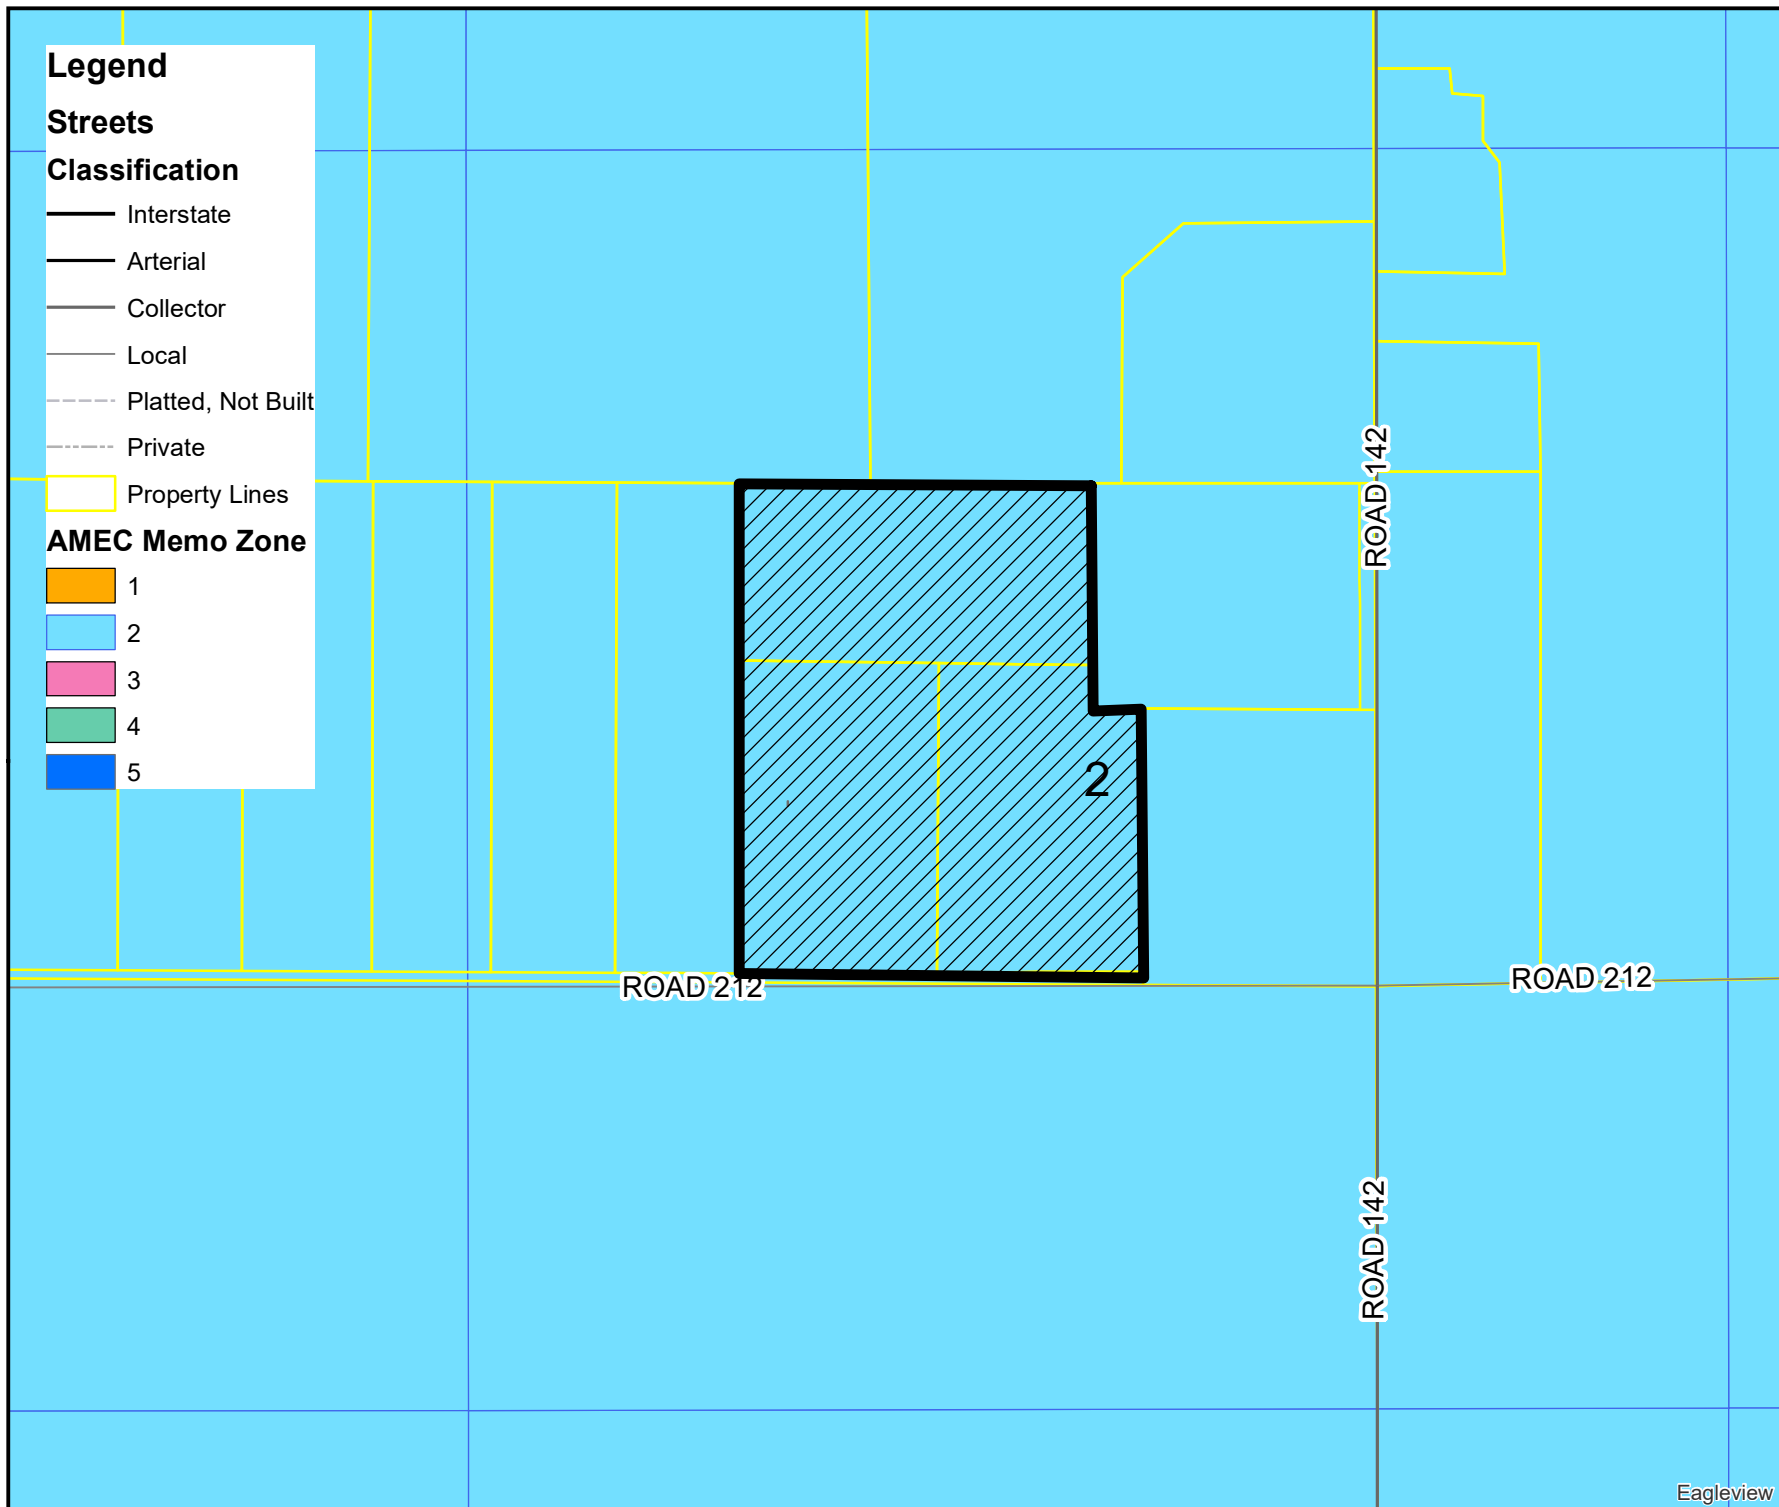 Legend
Streets
Classification
Interstate
Arterial
Collector
Local
Platted, Not Built
Private
Property Lines
AMEC Memo Zone
1
2
3
4
5
ROAD 142
2
ROAD 212
ROAD 212
ROAD 142
Eagleview